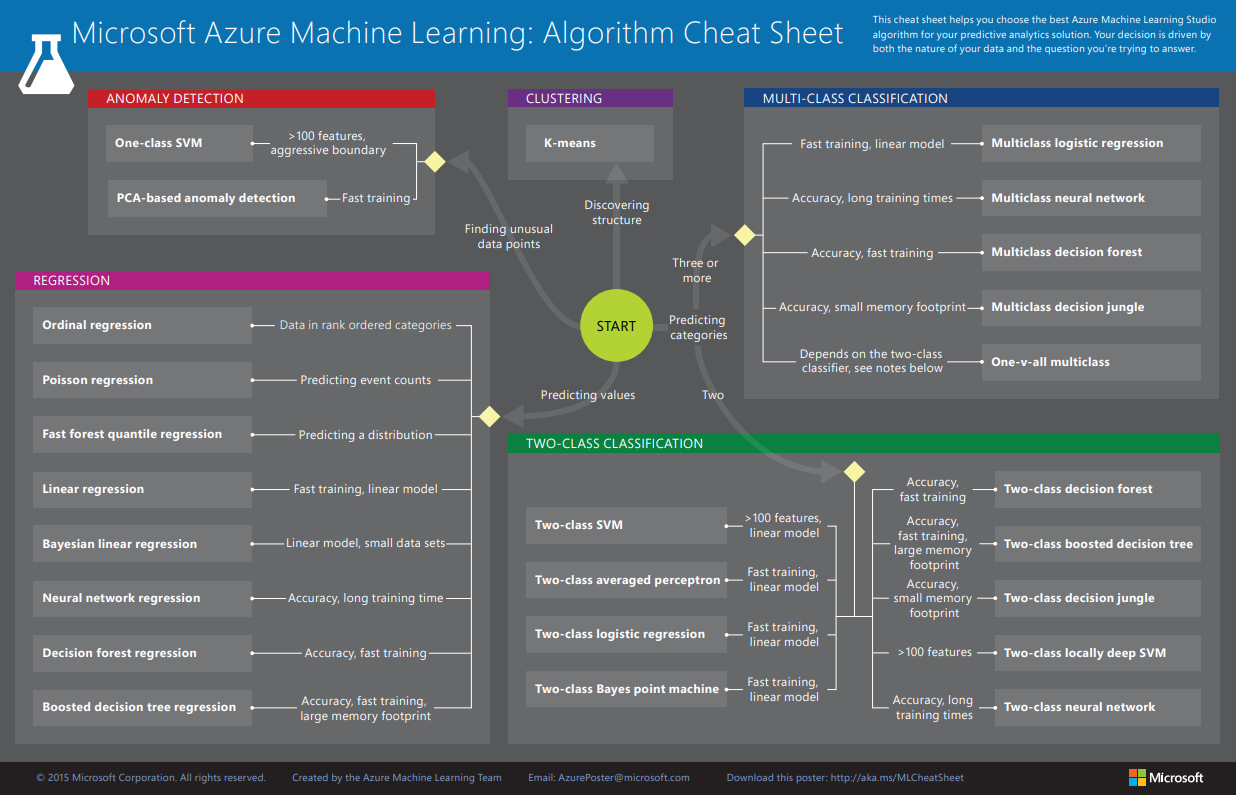 Microsoft Azure Machine Learning: Algorithm Cheat Sheet
This cheat sheet helps you choose the best Azure Machine Learning Studio
algorithm for your predictive analytics solution. Your decision is driven by
both the nature of your data and the question you're trying to answer.
ANOMALY DETECTION
One-class SVM
>100 features,
aggressive boundary
PCA-based anomaly detection
Fast training
CLUSTERING
K-means
MULTI-CLASS CLASSIFICATION
Fast training, linear model
Multiclass logistic regression
Accuracy, long training times
Multiclass neural network
Accuracy, fast training
Multiclass decision forest
Accuracy, small memory footprint
Multiclass decision jungle
Depends on the two-class
classifier, see notes below
One-v-all multiclass
Finding unusual
data points
Discovering
structure
Three or
more
START
Predicting
categories
Predicting values
Two
REGRESSION
Ordinal regression
Data in rank ordered categories
Poisson regression
Predicting event counts
Fast forest quantile regression
Predicting a distribution
Linear regression
Fast training, linear model
Bayesian linear regression
Linear model, small data sets
Neural network regression
Accuracy, long training time
Decision forest regression
Accuracy, fast training
Boosted decision tree regression
Accuracy, fast training,
large memory footprint
TWO-CLASS CLASSIFICATION
Two-class SVM
>100 features,
linear model
Two-class averaged perceptron
Fast training,
linear model
Two-class logistic regression
Fast training,
linear model
Two-class Bayes point machine
Fast training,
linear model
Accuracy,
fast training
Two-class decision forest
Accuracy,
fast training,
large memory
footprint
Two-class boosted decision tree
Accuracy,
small memory
footprint
Two-class decision jungle
>100 features
Two-class locally deep SVM
Accuracy, long
training times
Two-class neural network
© 2015 Microsoft Corporation. All rights reserved.
Created by the Azure Machine Learning Team
Email: AzurePoster@microsoft.com
Download this poster: http://aka.ms/MLCheatSheet
Microsoft